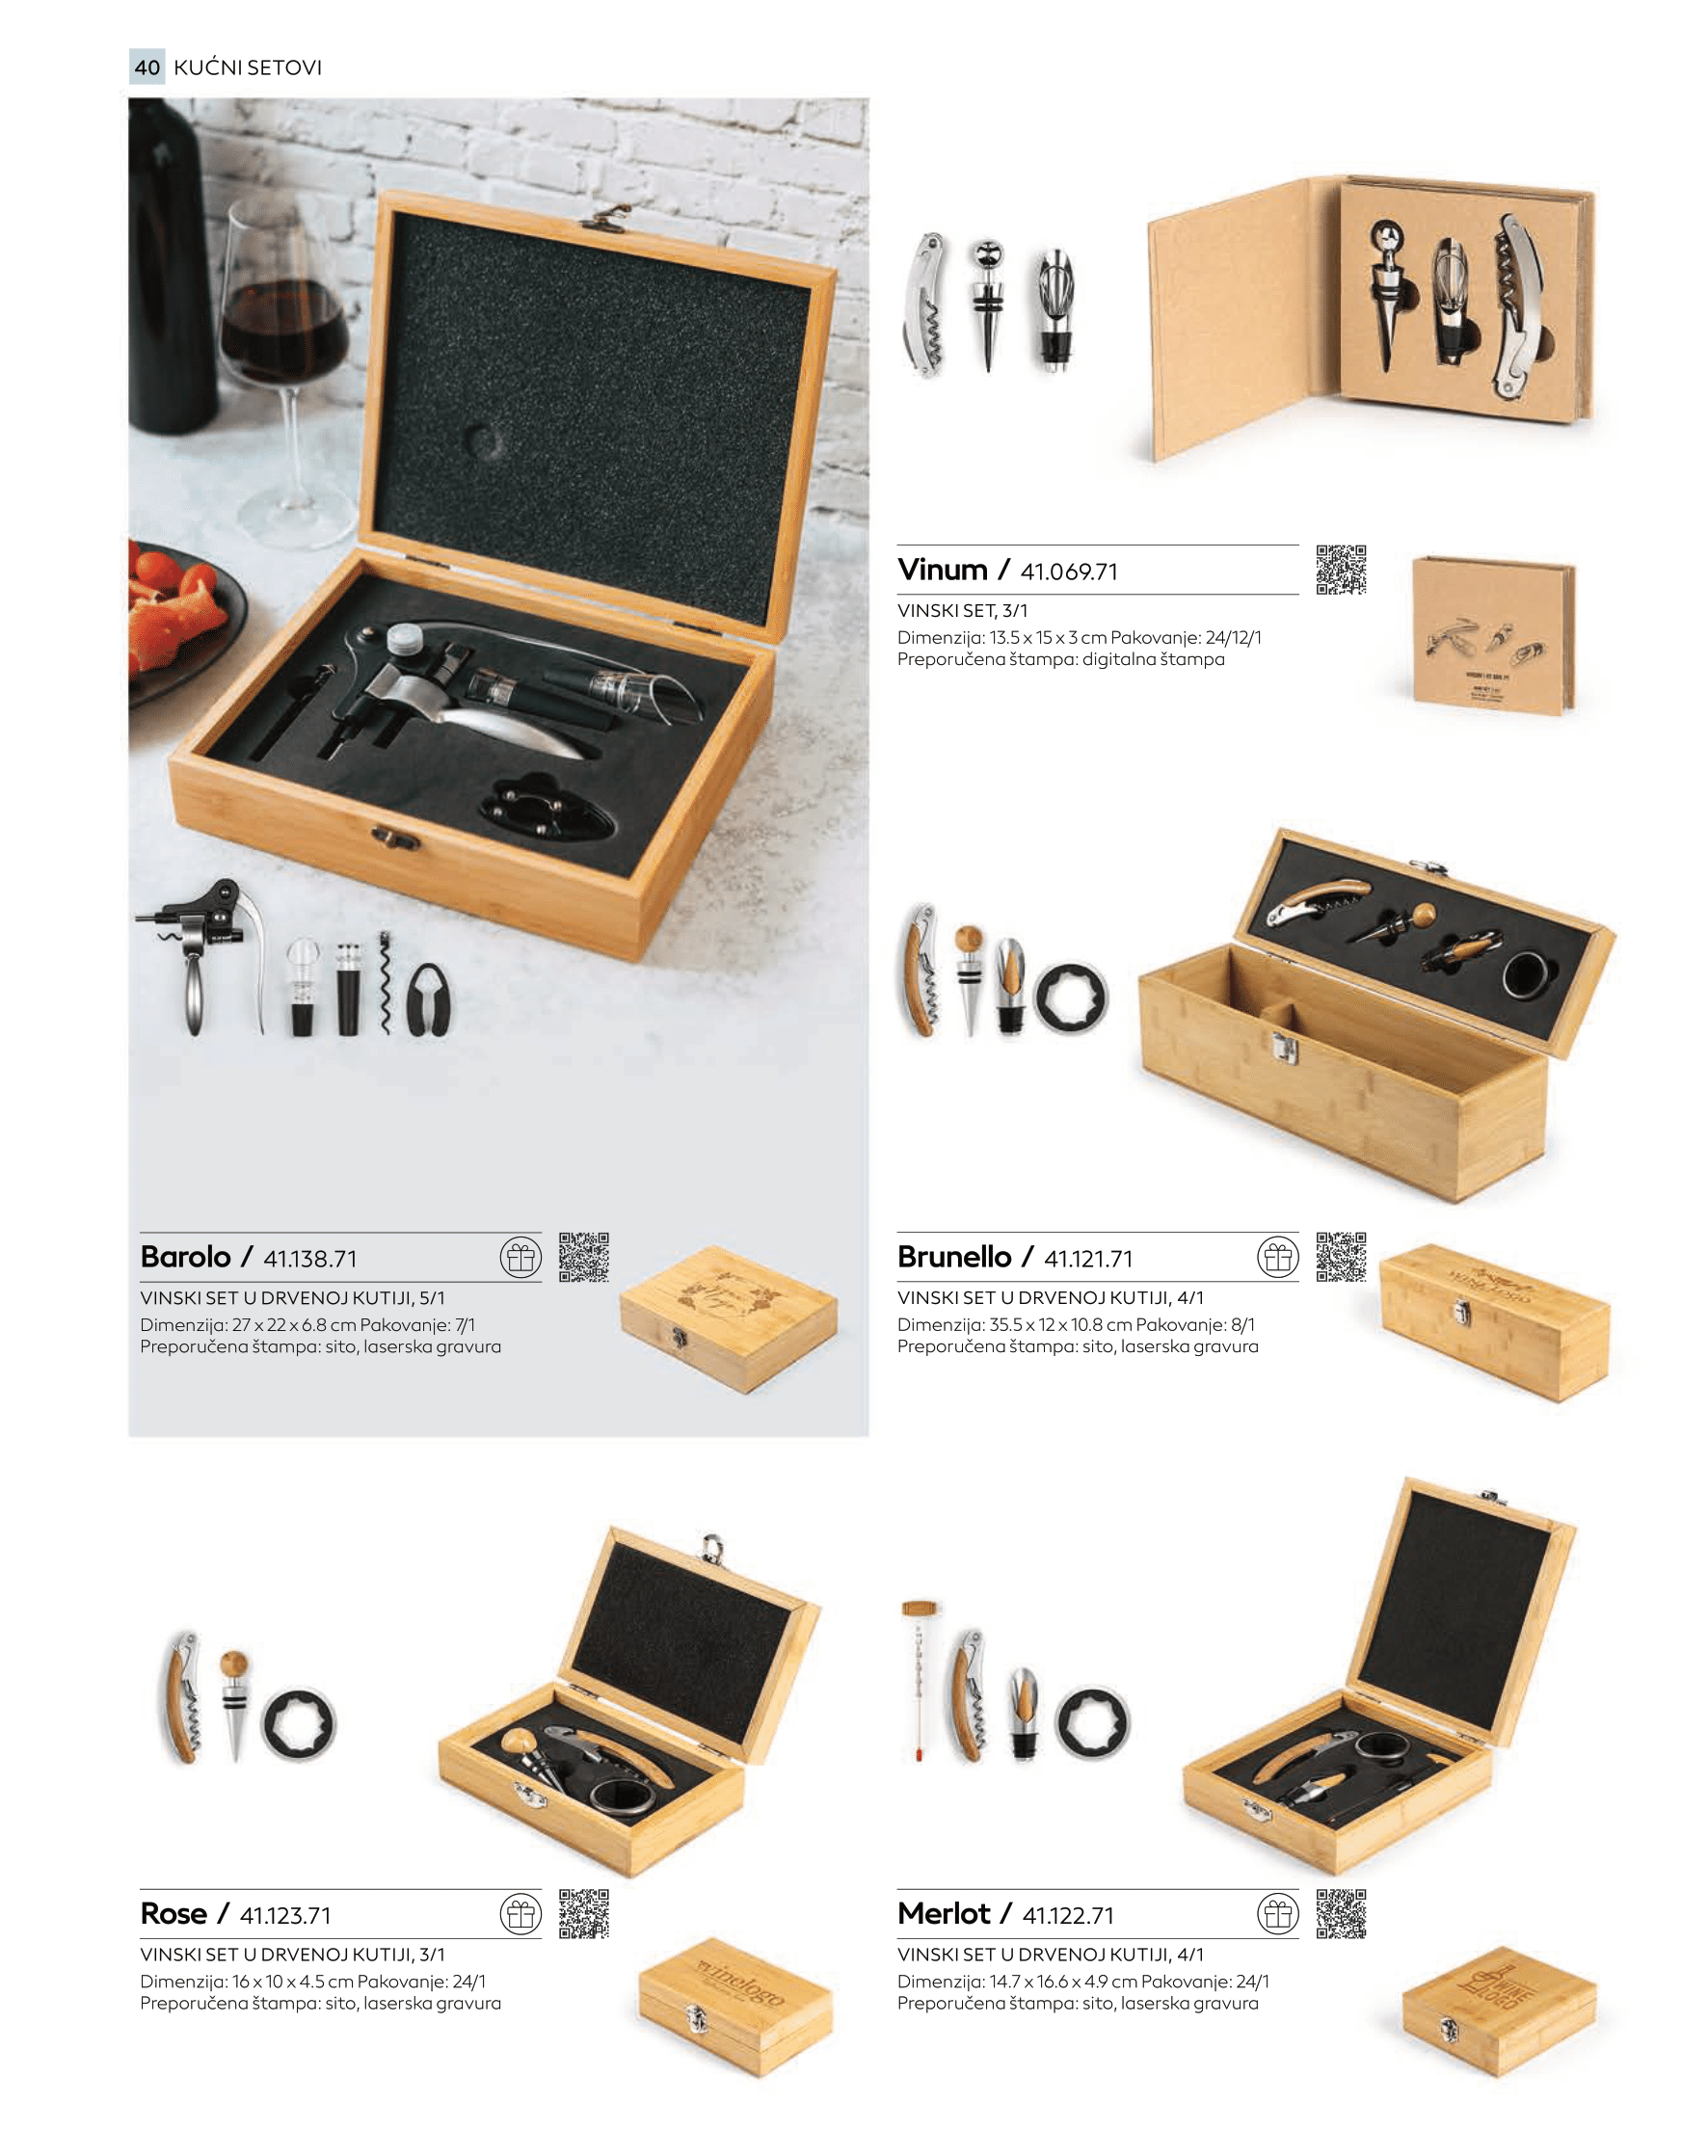 40 KUĆNI SETOVI
Vinum / 41.069.71
VINSKI SET, 3/1
Dimenzija: 13.5 x 15 x 3 cm Pakovanje: 24/12/1
Preporučena štampa: digitalna štampa
Barolo / 41.138.71
VINSKI SET U DRVENOJ KUTIJI, 5/1
Dimenzija: 27 x 22 x 6.8 cm Pakovanje: 7/1
Preporučena štampa: sito, laserska gravura
Brunello / 41.121.71
VINSKI SET U DRVENOJ KUTIJI, 4/1
Dimenzija: 35.5 x 12 x 10.8 cm Pakovanje: 8/1
Preporučena štampa: sito, laserska gravura
Rose / 41.123.71
VINSKI SET U DRVENOJ KUTIJI, 3/1
Dimenzija: 16 x 10 x 4.5 cm Pakovanje: 24/1
Preporučena štampa: sito, laserska gravura
winelogo
Merlot / 41.122.71
VINSKI SET U DRVENOJ KUTIJI, 4/1
Dimenzija: 14.7 x 16.6 x 4.9 cm Pakovanje: 24/1
Preporučena štampa: sito, laserska gravura
WINE
LOGO